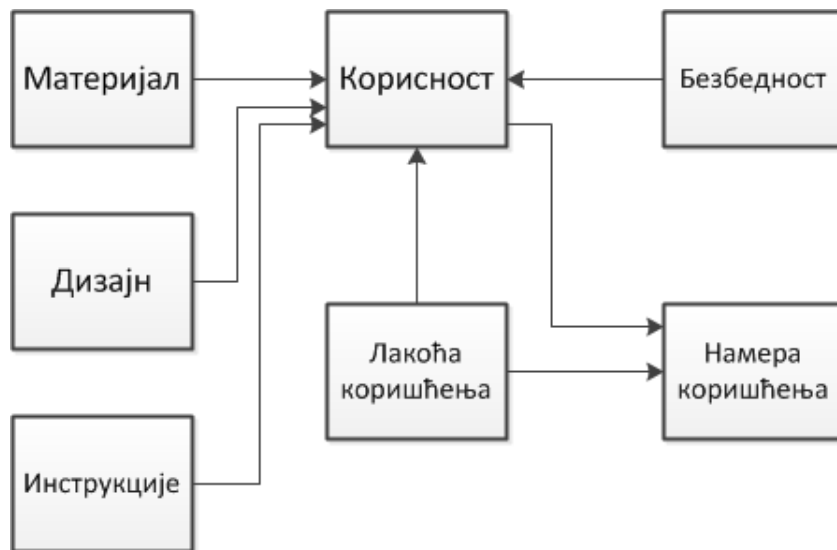 Материјал
Корисност
Безбедност
Дизајн
Лакоћа
коришћења
Намера
коришћења
Инструкције